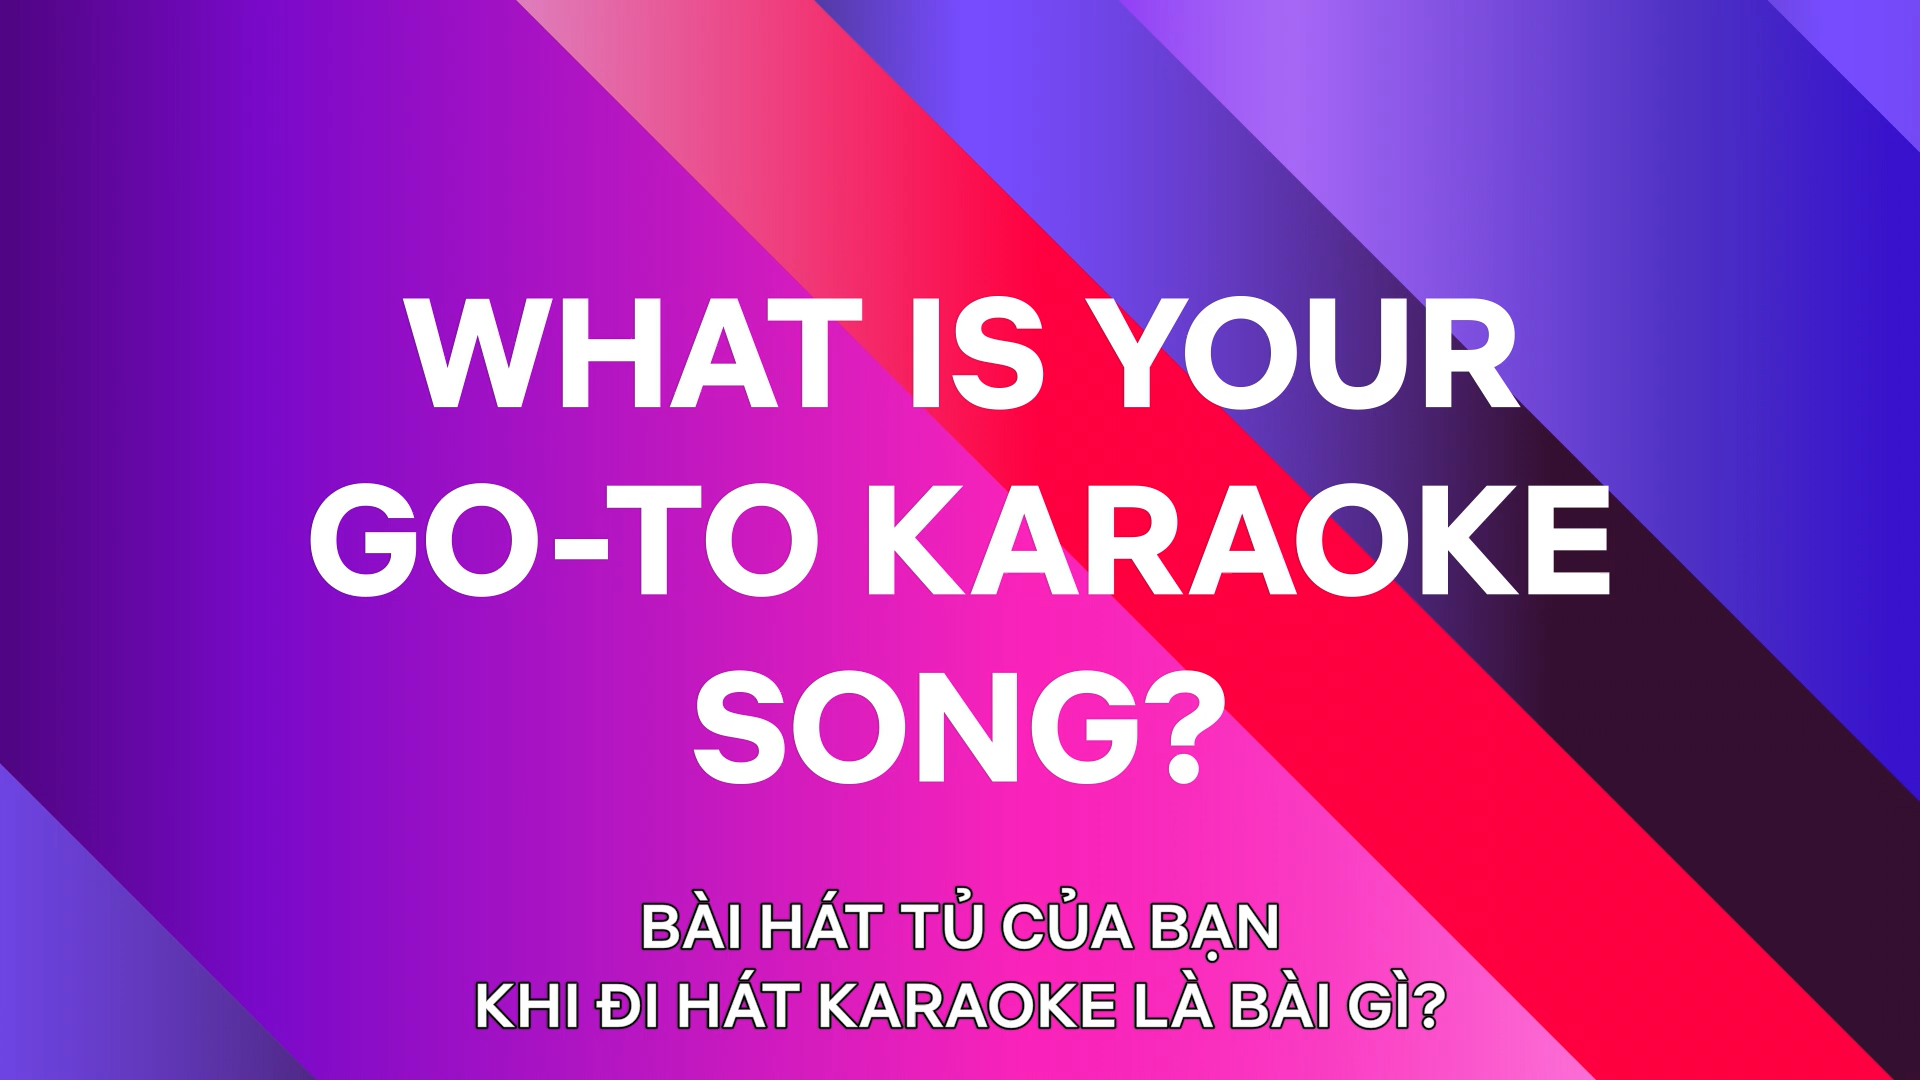 WHAT IS YOUR
GO-TO KARAOKE
SONG?
BÀI HÁT TỦ CỦA BẠN
KHI ĐI HÁT KARAOKE LÀ BÀI GÌ?